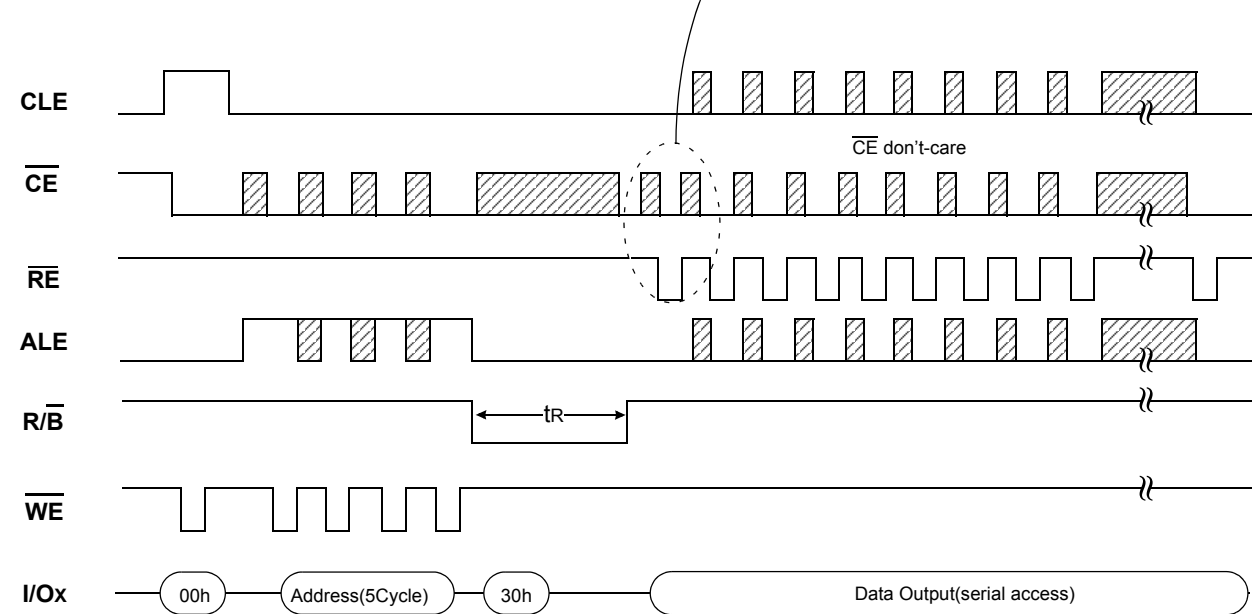 CLE
CE don't-care
CE
RE
ALE
R/B
tR
WE
I/Ox
00h
Address(5Cycle)
30h
Data Output(serial access)